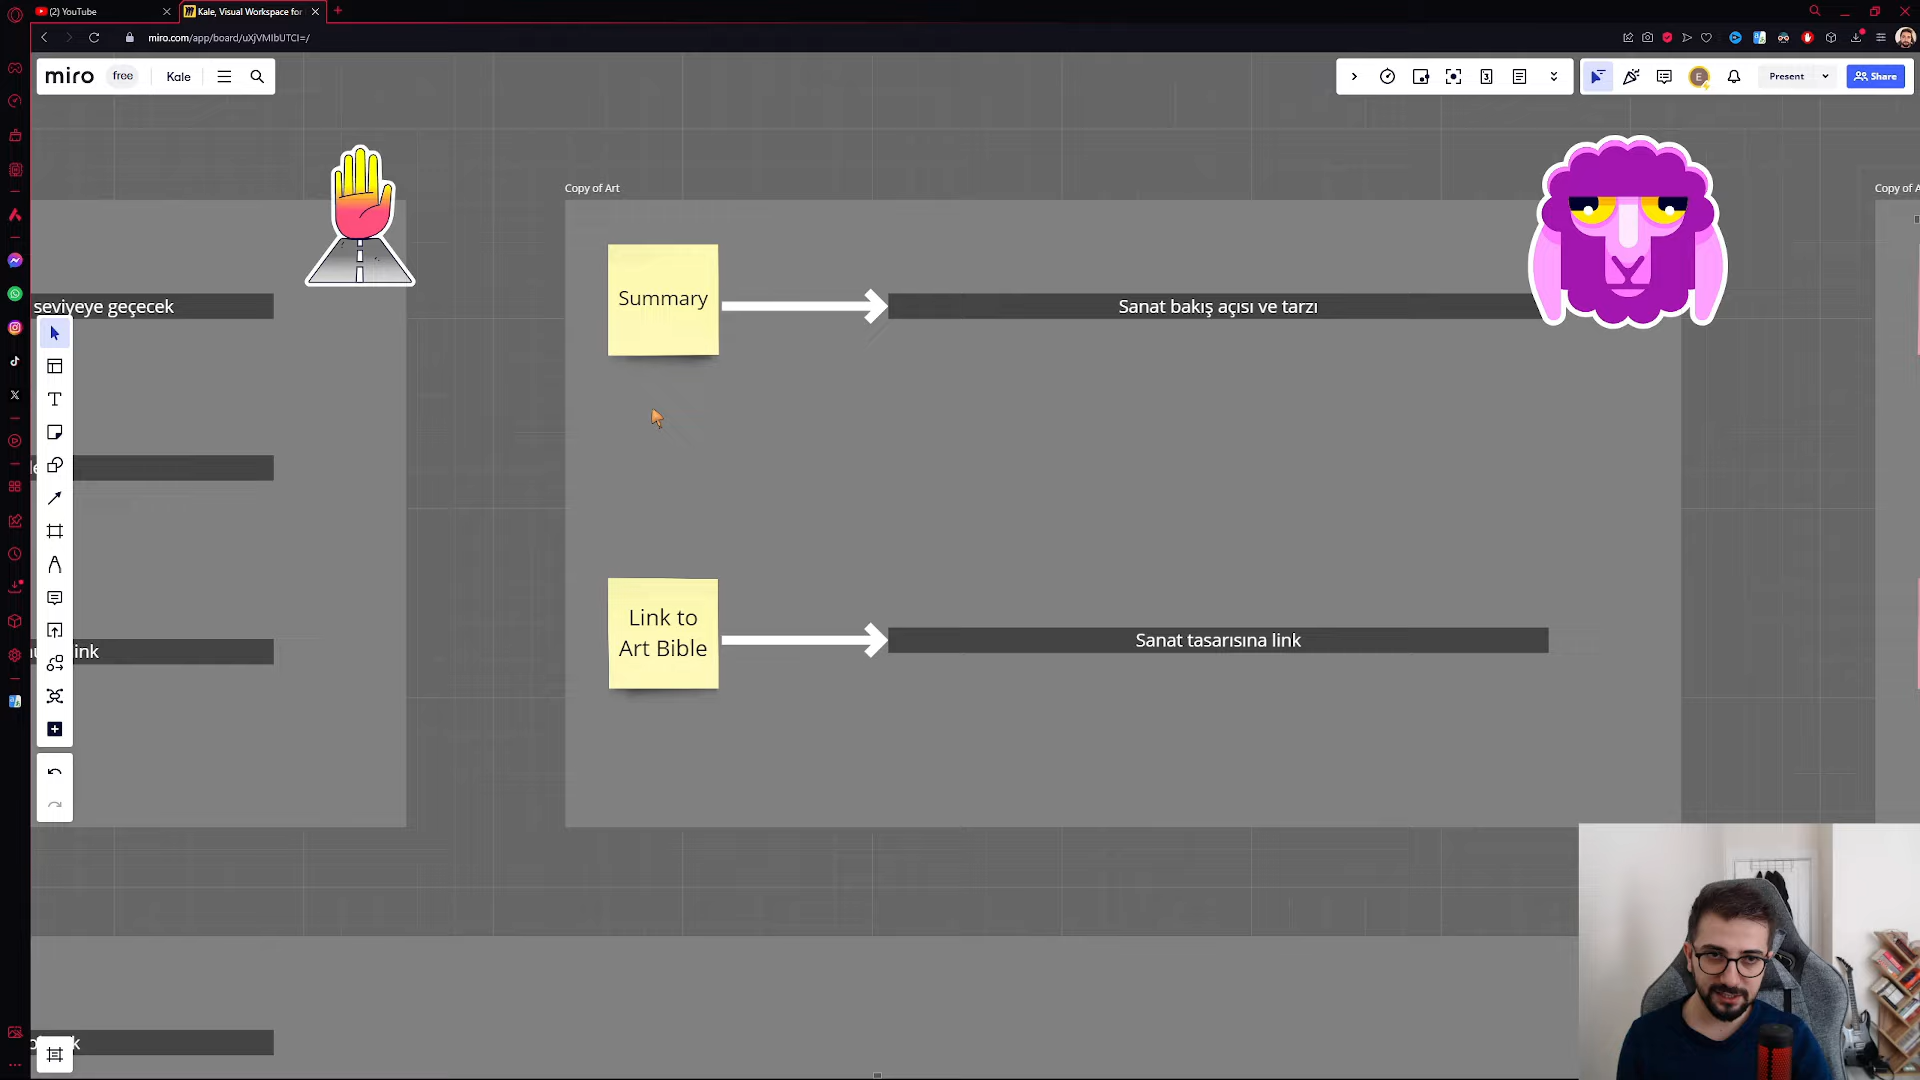 (2) YouTube
Kale, Visual Workspace for
miro.com/app/board/uXjVMIbUTCI=/
miro
free
Kale
Present
Share
Copy of Art
Copy of A
seviyeye geçecek
Summary
Sanat bakış açısı ve tarzı
Link to
Art Bible
Sanat tasarısına link
ink